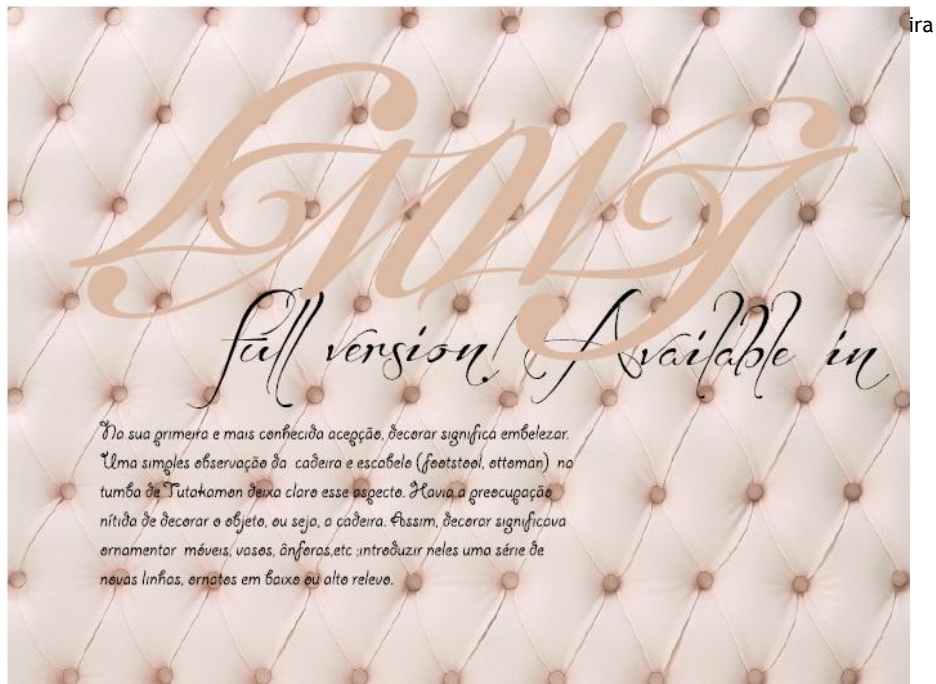 ira
full version! Available in
Na sua primeira e mais conhecida acepção, decorar significa embelezar.
Uma simples observação da cadeira e escabelo (footstool, ottoman) na
tumba de Tutakamon deixa claro esse aspecto. Havia a preocupação
nítida de decorar o objeto, ou seja, a cadeira. Assim, decorar significava
ornamentar móveis, vasos, ânforas,etc ;introduzir neles uma série de
novas linhas, ornatos em baixo ou alto relevo.